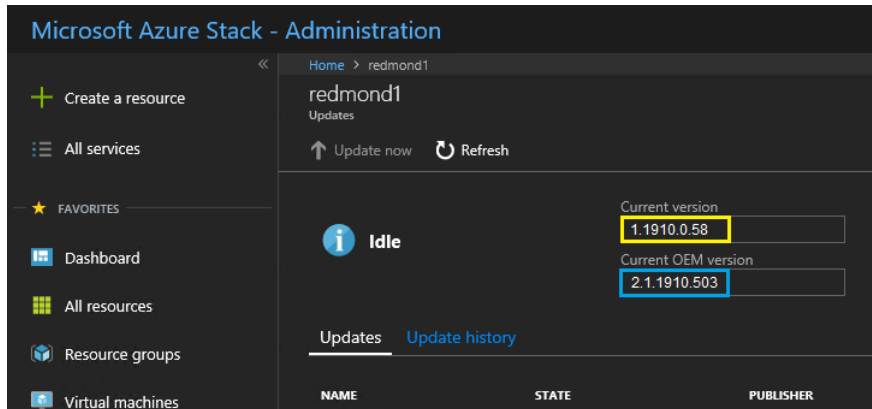 Microsoft Azure Stack - Administration
«
Home > redmond1
Create a resource
redmond1
Updates
All services
Update now
Refresh
FAVORITES
Current version
1.1910.0.58
Idle
Dashboard
Current OEM version
2.1.1910.503
All resources
Updates Update history
Resource groups
Virtual machines
NAME STATE PUBLISHER